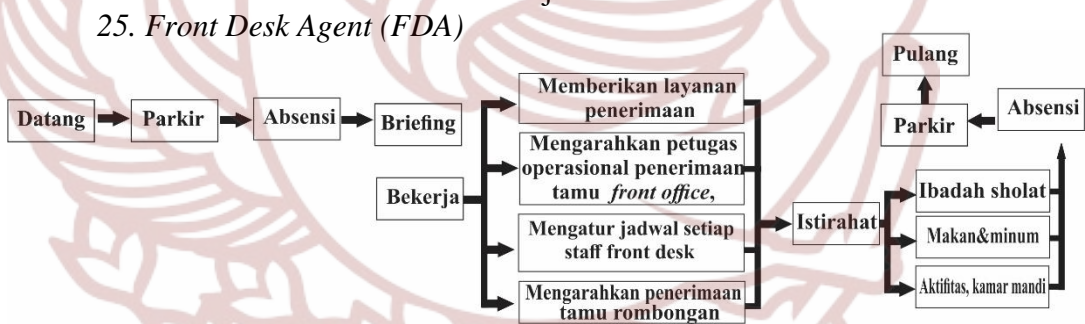 25. Front Desk Agent (FDA)
Datang
Parkir
Absensi
Briefing
Bekerja
Memberikan layanan
penerimaan
Mengarahkan petugas
operasional penerimaan
tamu front office,
Mengatur jadwal setiap
staff front desk
Mengarahkan penerimaan
tamu rombongan
Istirahat
Ibadah sholat
Makan&minum
Aktifitas, kamar mandi
Absensi
Parkir
Pulang